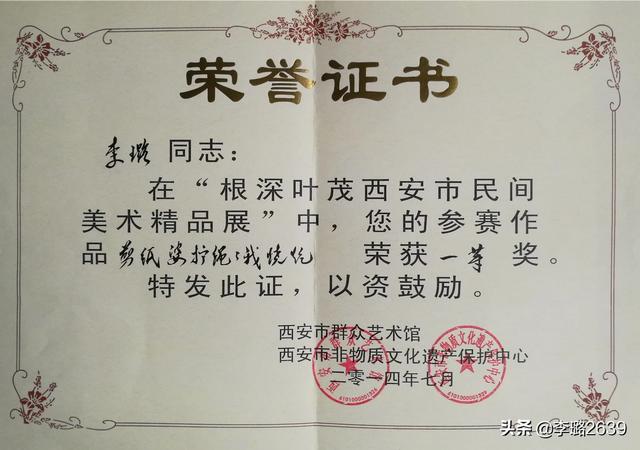 荣誉证书
李璐 同志：
在“根深叶茂西安市民间
美术精品展”中，您的参赛作
品 剪纸 荣获 一等 奖。
特发此证，以资鼓励。
西安市群众艺术馆
西安市非物质文化遗产保护中心
二零一四年七月
头条@李璐2639